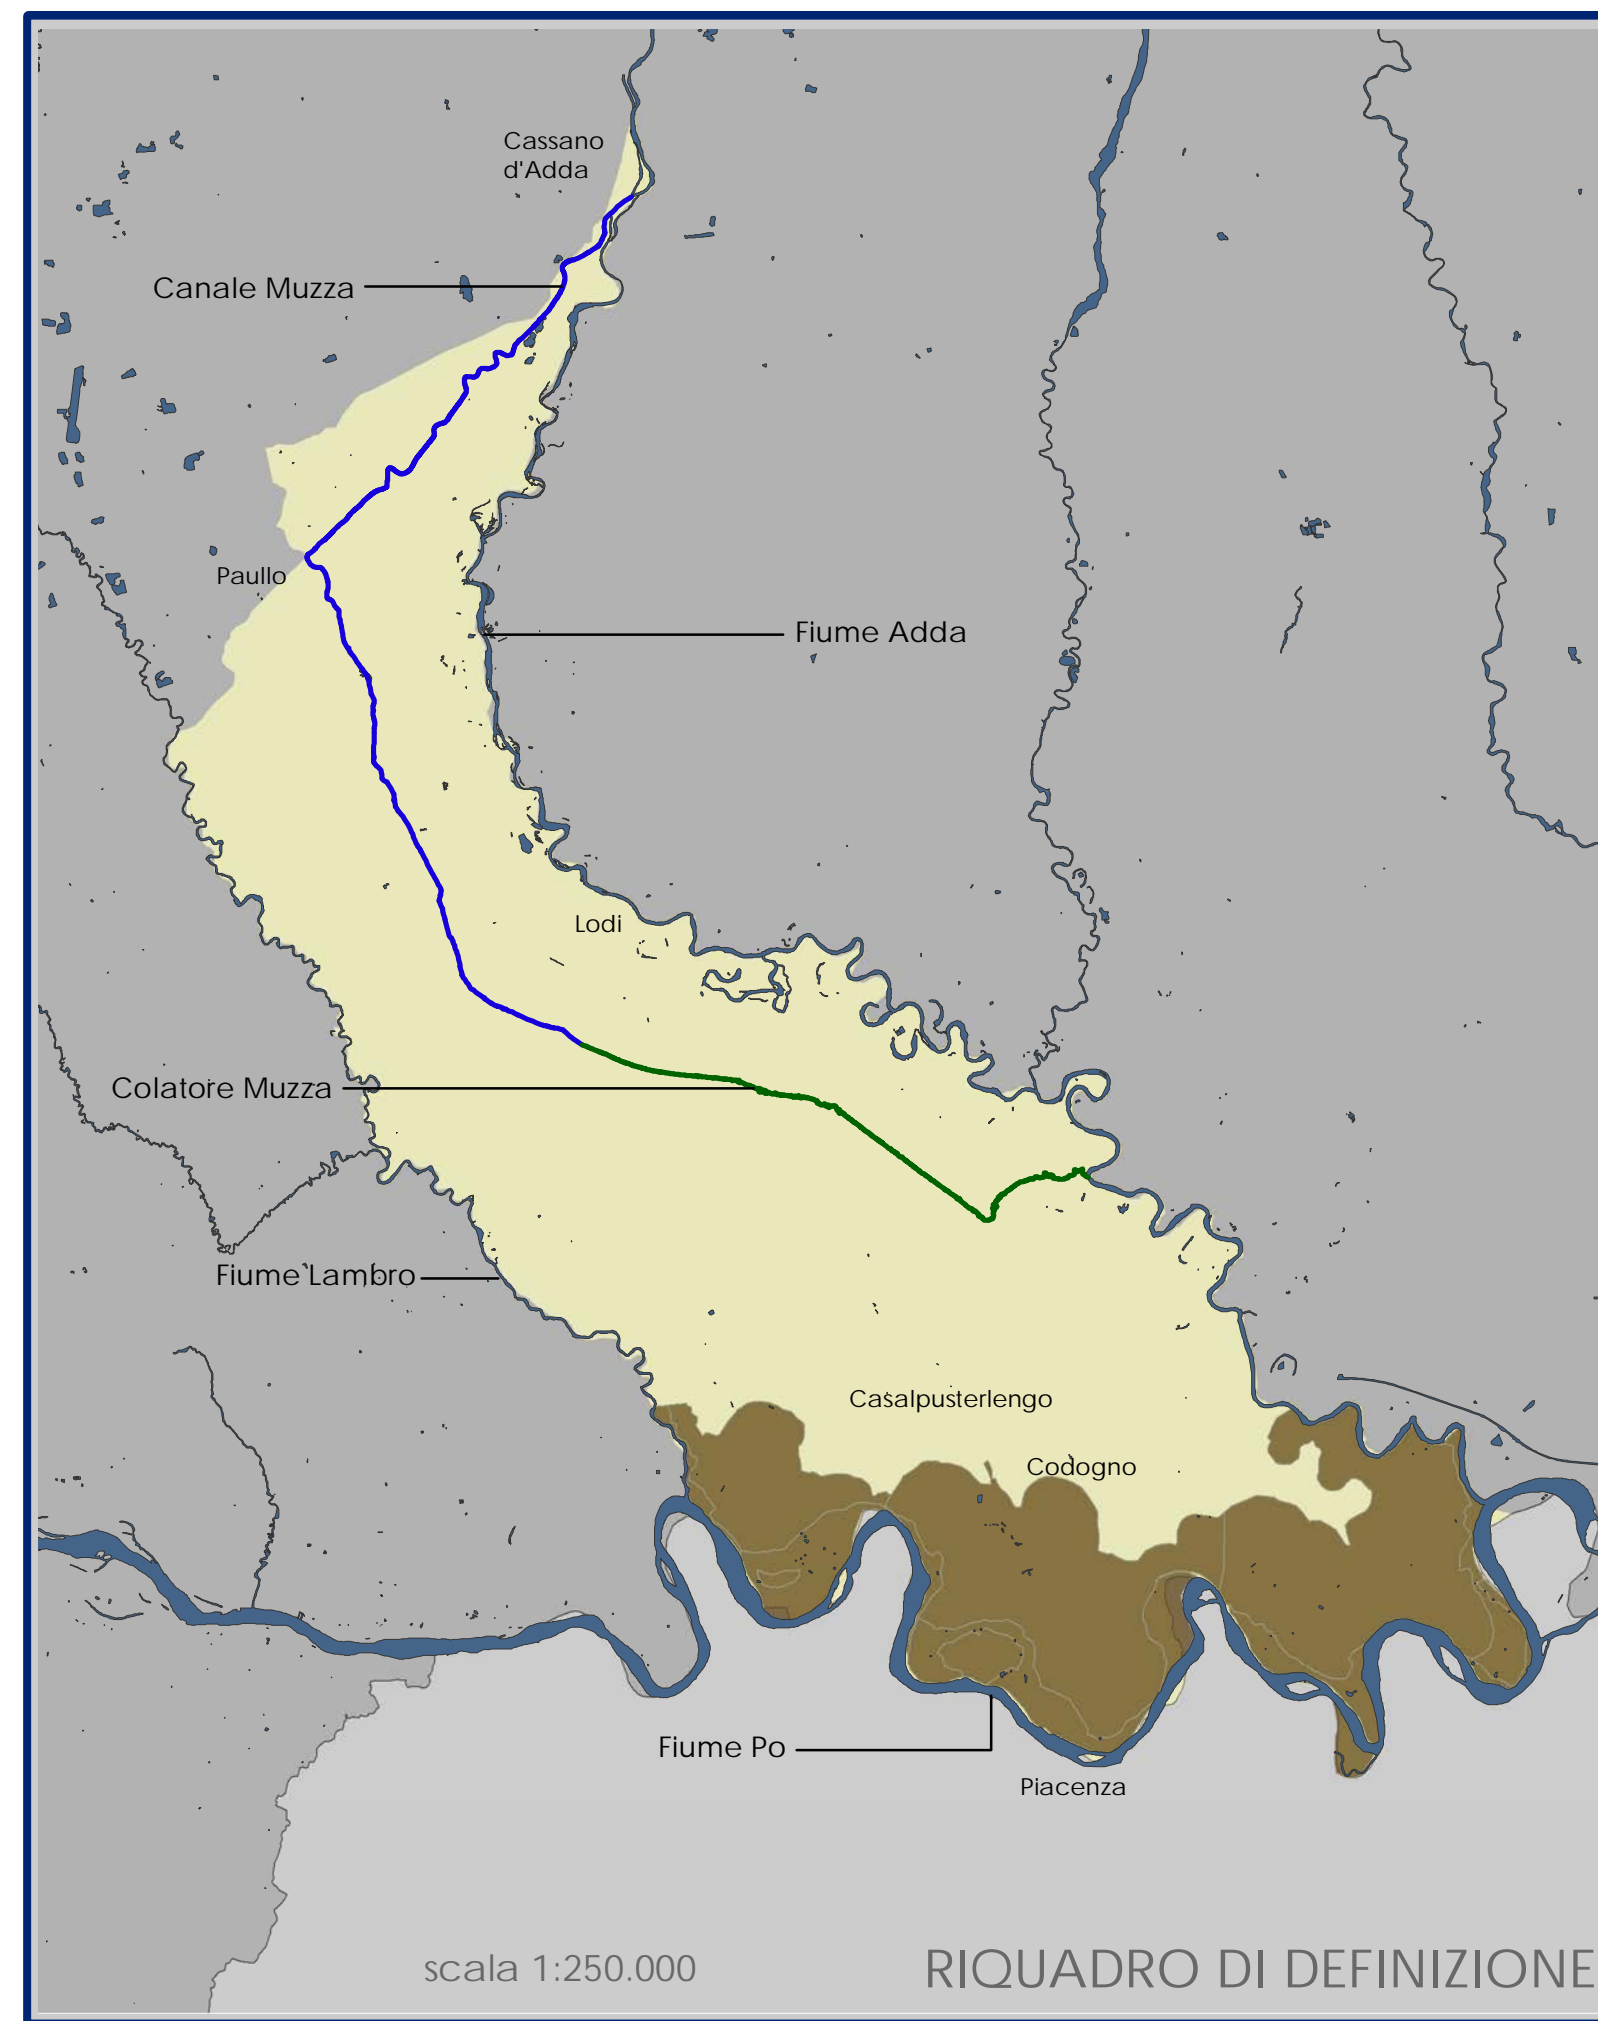 Cassano
d'Adda
Canale Muzza
Paullo
Fiume Adda
Lodi
Colatore Muzza
Fiume Lambro
Casalpusterlengo
Codogno
Fiume Po
Piacenza
scala 1:250.000
RIQUADRO DI DEFINIZIONE